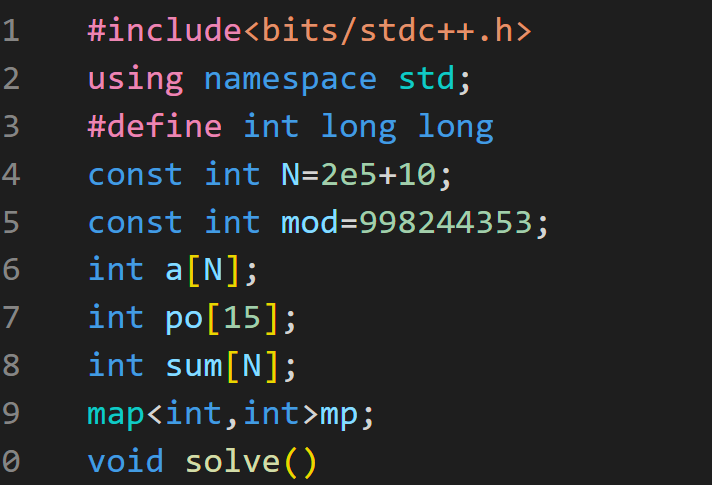 1 #include<bits/stdc++.h>
2 using namespace std;
3 #define int long long
4 const int N=2e5+10;
5 const int mod=998244353;
6 int a[N];
7 int po[15];
8 int sum[N];
9 map<int,int>mp;
0 void solve()